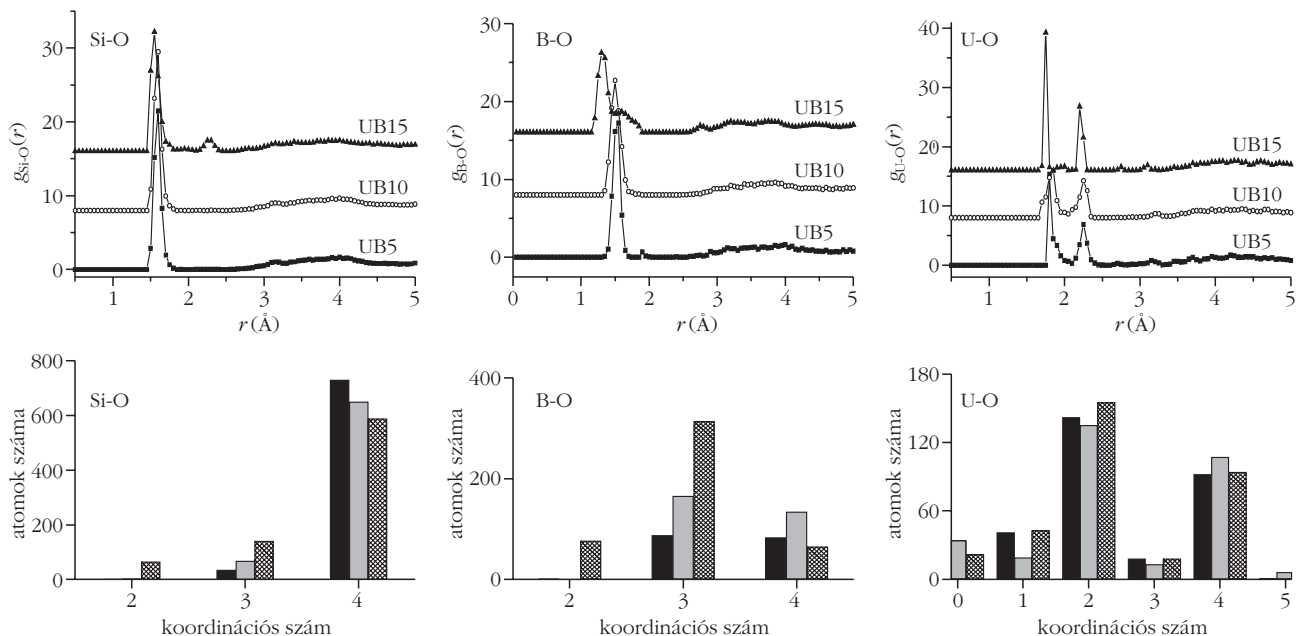 Si-O
g Si-O (r)
30
20
10
0
UB15
UB10
UB5
1 2 3 4 5
r (Å)
B-O
g B-O (r)
30
20
10
0
UB15
UB10
UB5
0 1 2 3 4 5
r (Å)
U-O
g U-O (r)
40
30
20
10
0
UB15
UB10
UB5
1 2 3 4 5
r (Å)
Si-O
atomok száma
800
600
400
200
0
2 3 4
koordinációs szám
B-O
atomok száma
400
200
0
2 3 4
koordinációs szám
U-O
atomok száma
180
120
60
0
0 1 2 3 4 5
koordinációs szám